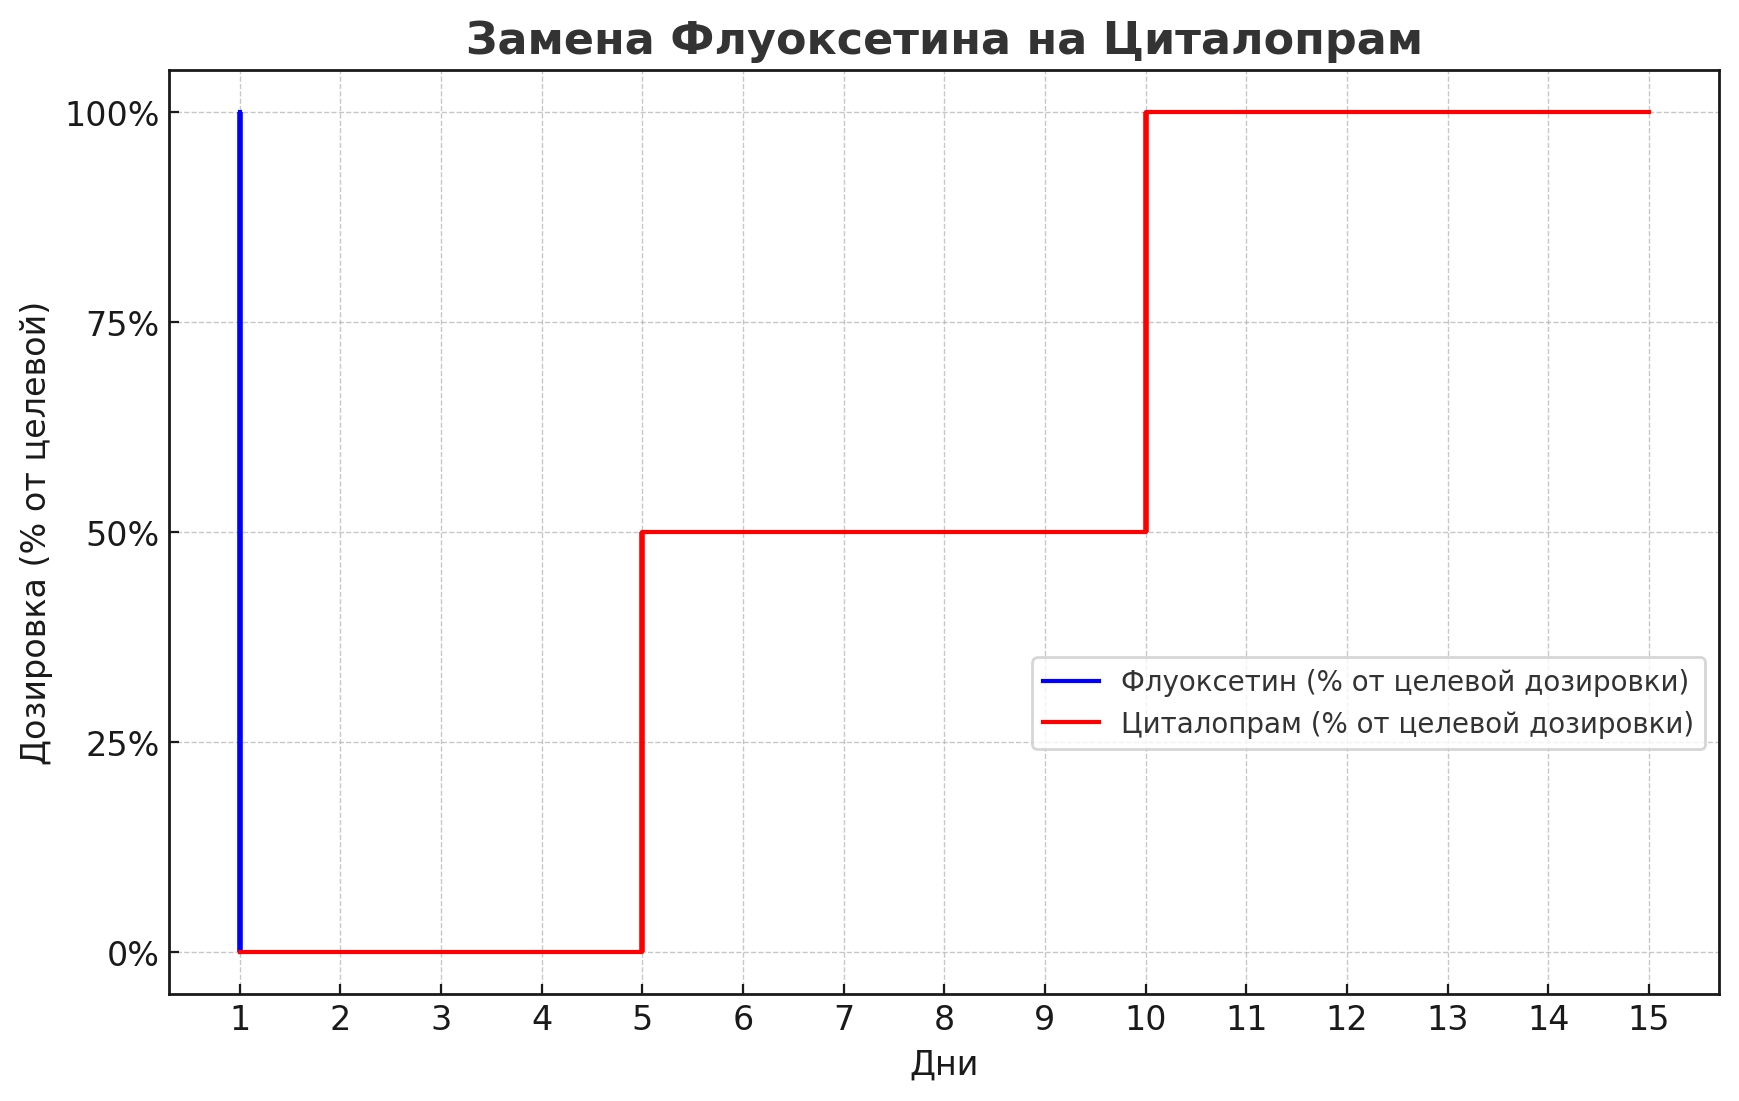 Замена Флуоксетина на Циталопрам
Дозировка (% от целевой)
100%
75%
50%
25%
0%
Флуоксетин (% от целевой дозировки)
Циталопрам (% от целевой дозировки)
1 2 3 4 5 6 7 8 9 10 11 12 13 14 15
Дни